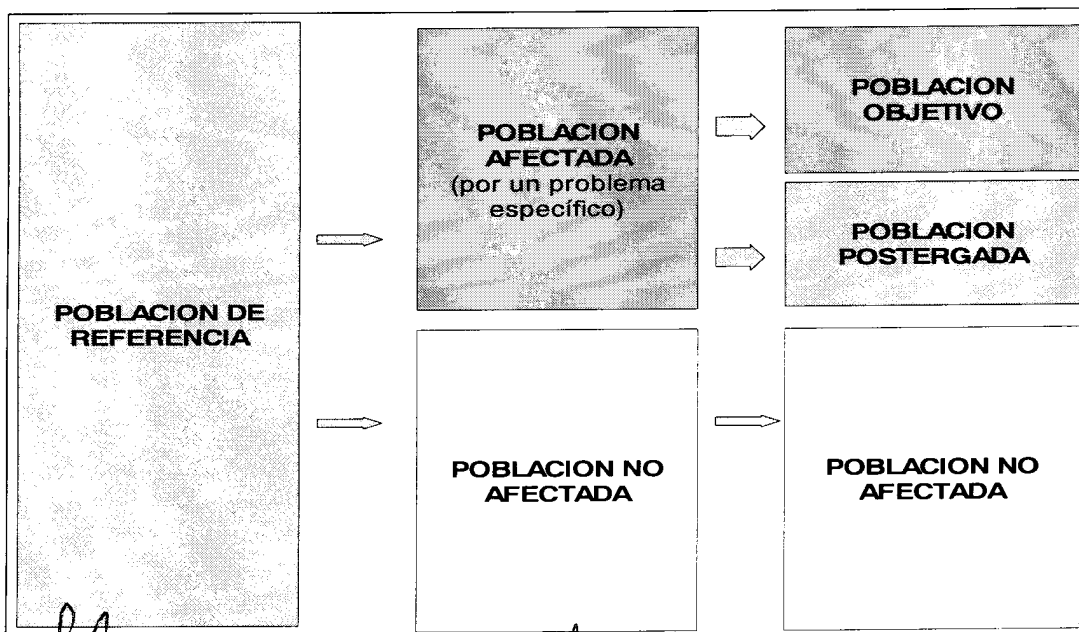 POBLACION DE
REFERENCIA
POBLACION
AFECTADA
(por un problema
específico)
POBLACION NO
AFECTADA
POBLACION
OBJETIVO
POBLACION
POSTERGADA
POBLACION NO
AFECTADA